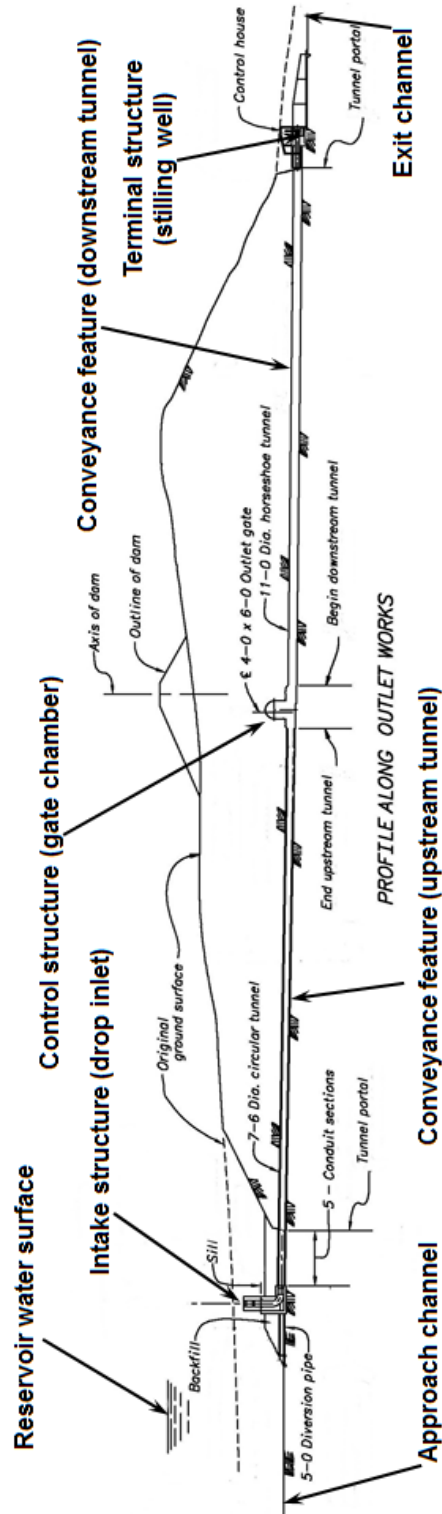 Reservoir water surface
Intake structure (drop inlet)
Control structure (gate chamber)
Conveyance feature (downstream tunnel)
Terminal structure
(stilling well)
Axis of dam
Outline of dam
Original
ground surface
Sill
Backfill
Control house
7-6 Dia. circular tunnel
℄ 4-0 x 6-0 Outlet gate
11-0 Dia. horseshoe tunnel
5-0 Diversion pipe
5 - Conduit sections
Tunnel portal
End upstream tunnel
Begin downstream tunnel
Tunnel portal
PROFILE ALONG OUTLET WORKS
Approach channel
Conveyance feature (upstream tunnel)
Exit channel